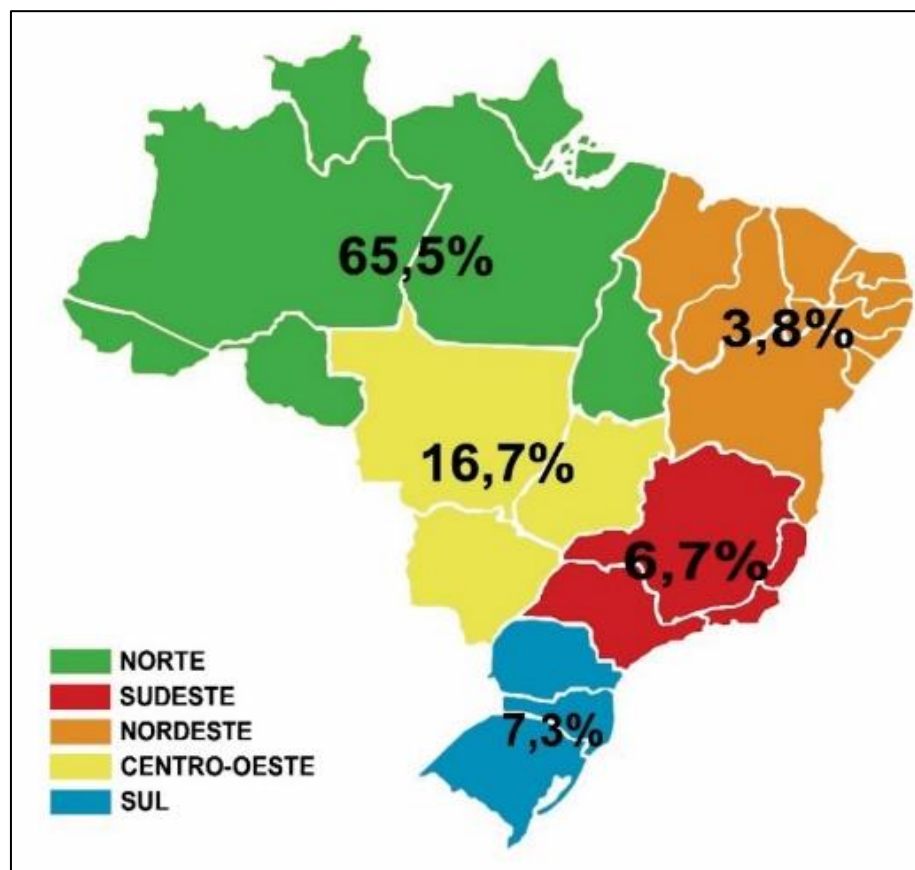 65,5%
3,8%
16,7%
6,7%
7,3%
NORTE
SUDESTE
NORDESTE
CENTRO-OESTE
SUL